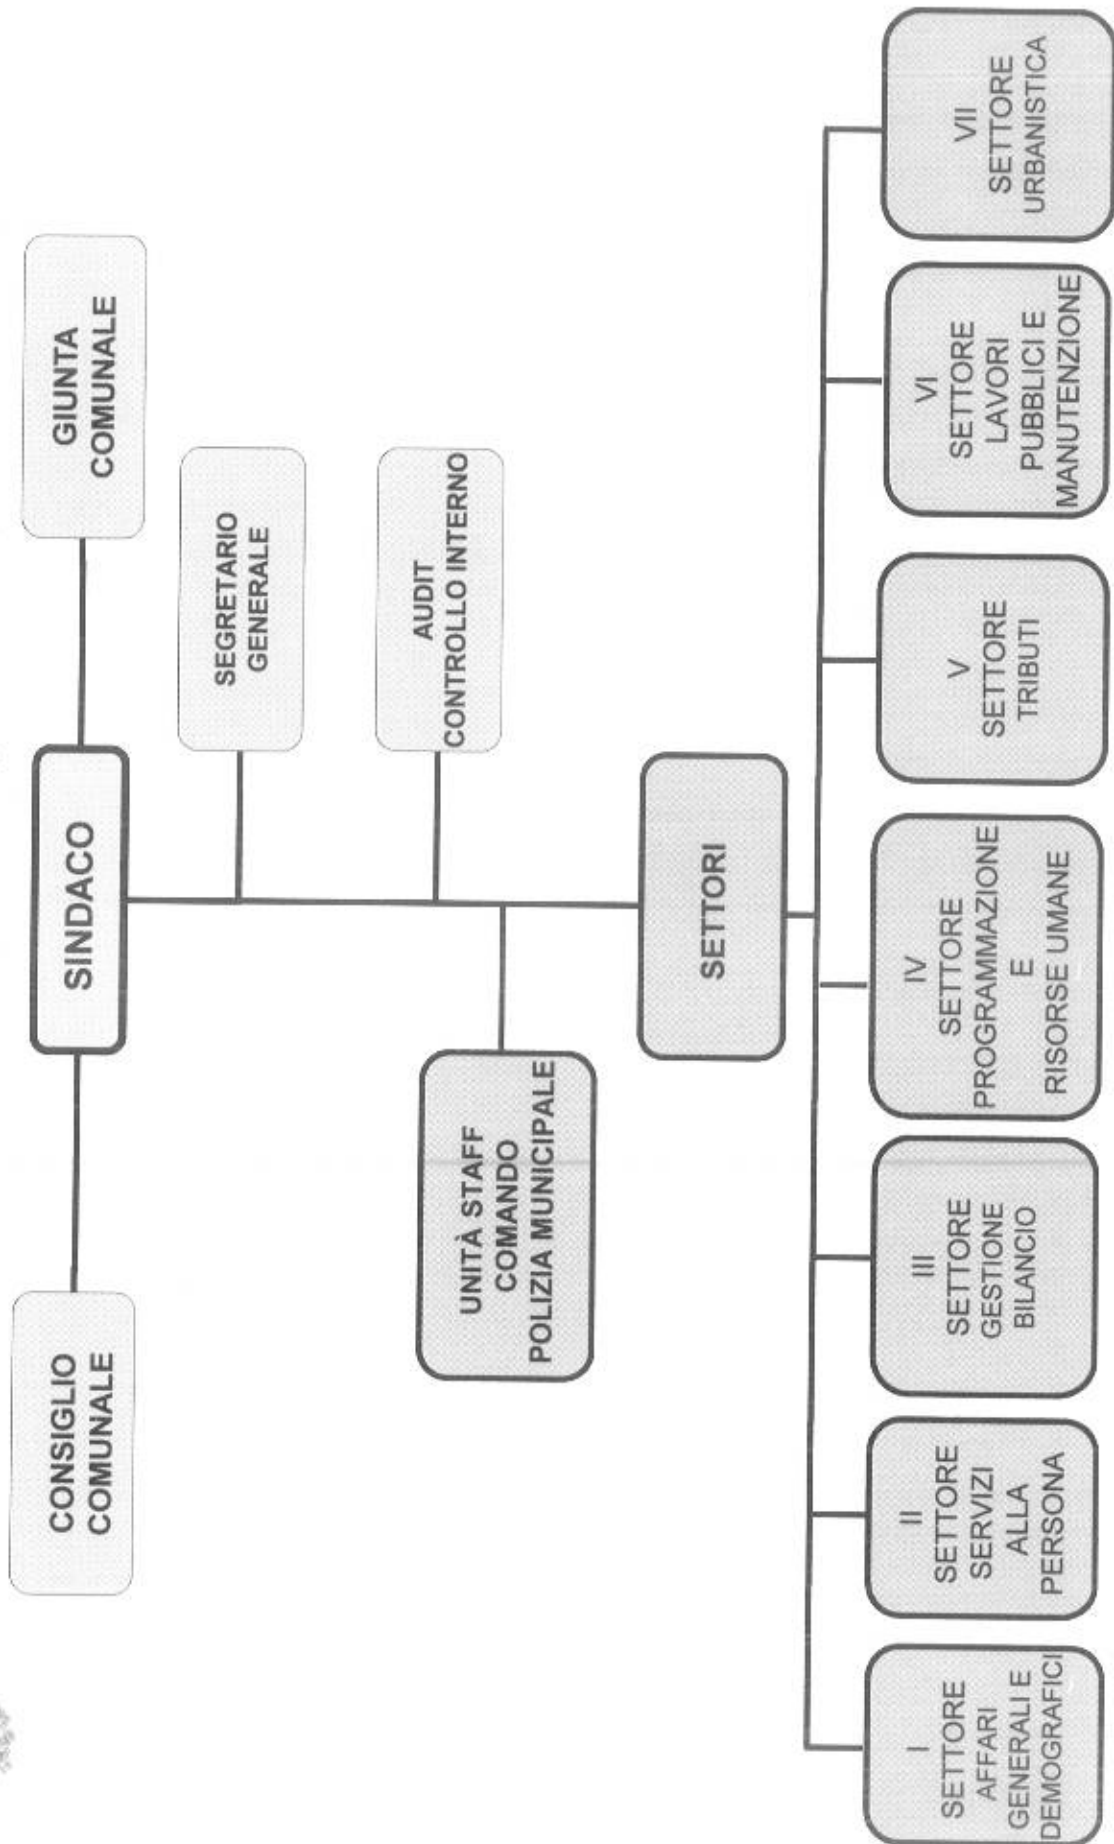 CONSIGLIO
COMUNALE
SINDACO
GIUNTA
COMUNALE
SEGRETARIO
GENERALE
AUDIT
CONTROLLO INTERNO
UNITÀ STAFF
COMANDO
POLIZIA MUNICIPALE
SETTORI
I
SETTORE
AFFARI
GENERALI E
DEMOGRAFICI
II
SETTORE
SERVIZI
ALLA
PERSONA
III
SETTORE
GESTIONE
BILANCIO
IV
SETTORE
PROGRAMMAZIONE
E
RISORSE UMANE
V
SETTORE
TRIBUTI
VI
SETTORE
LAVORI
PUBBLICI E
MANUTENZIONE
VII
SETTORE
URBANISTICA